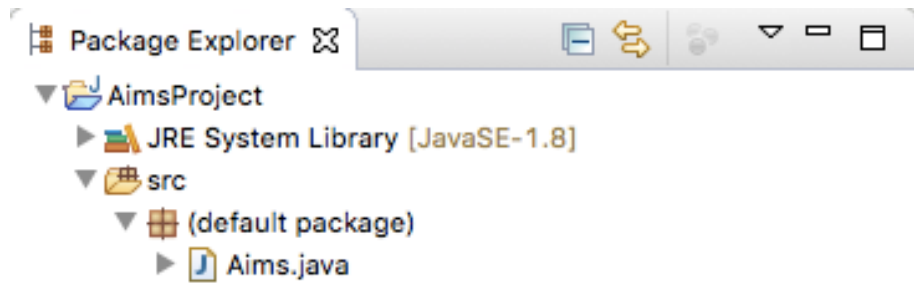 Package Explorer
AimsProject
JRE System Library [JavaSE-1.8]
src
(default package)
Aims.java